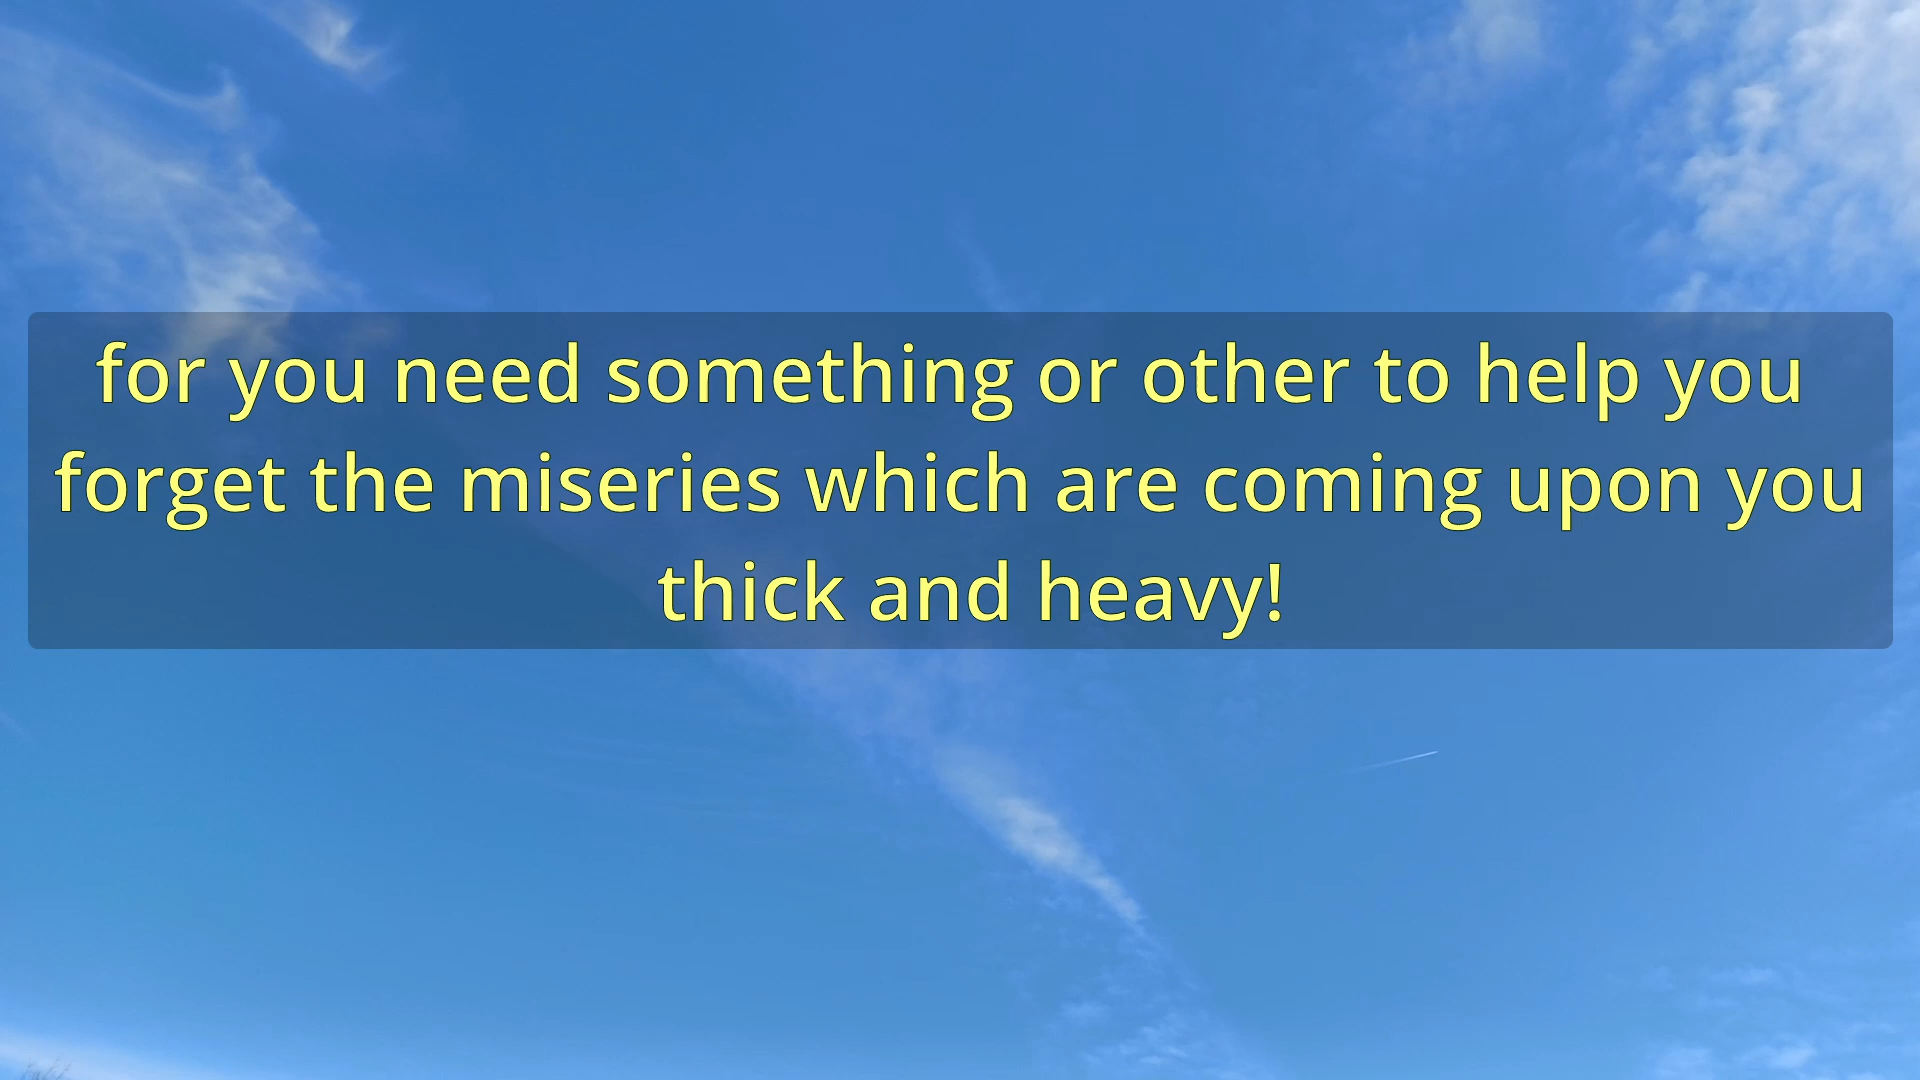 for you need something or other to help you
forget the miseries which are coming upon you
thick and heavy!